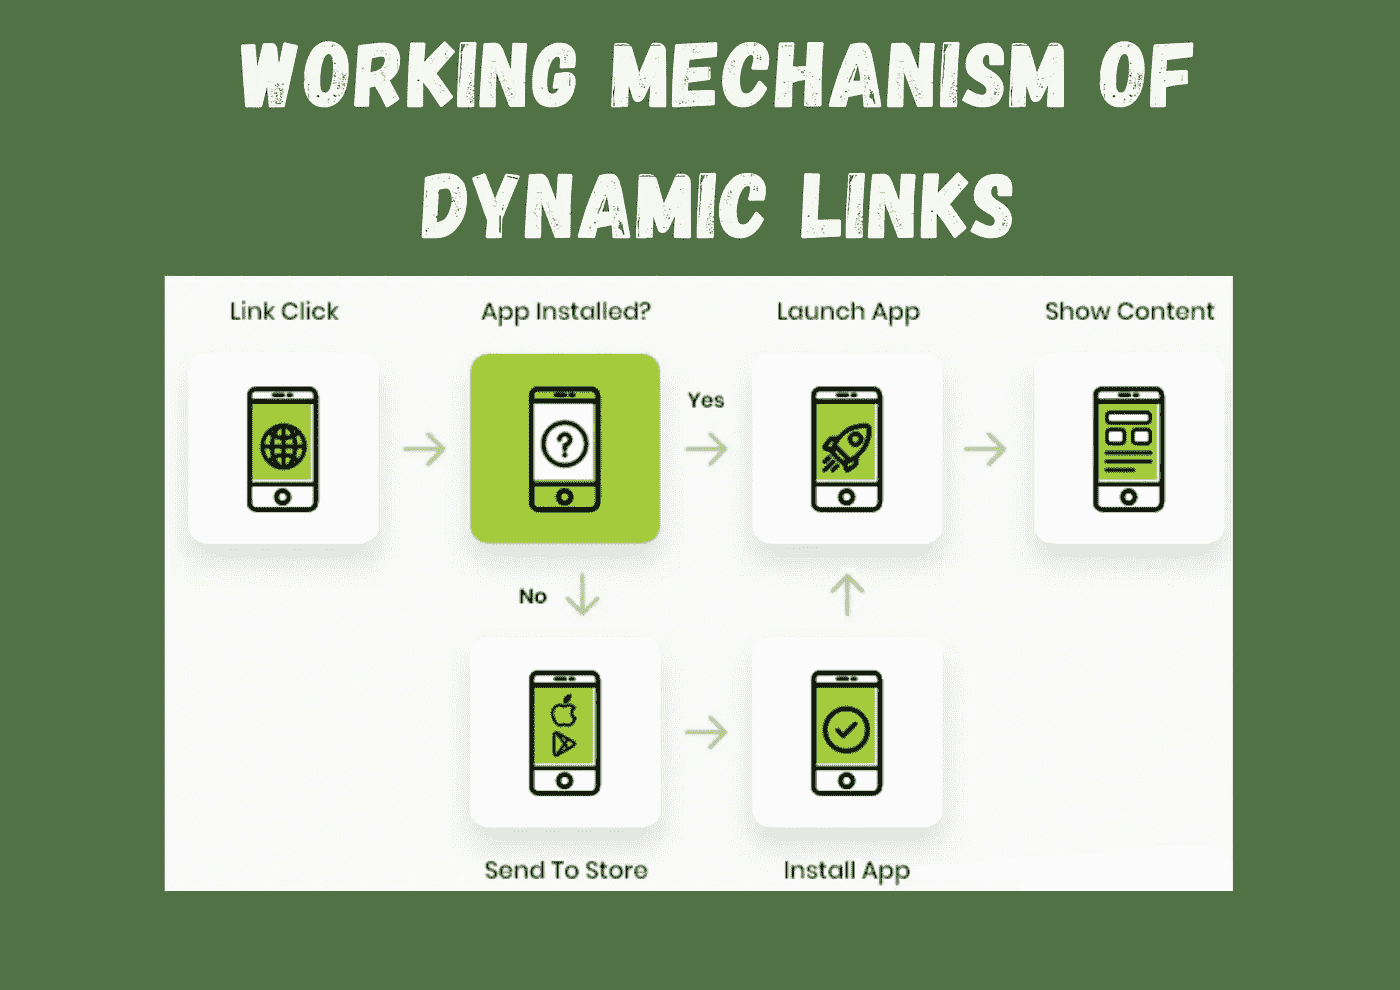 WORKING MECHANISM OF
DYNAMIC LINKS
Link Click
App Installed?
Launch App
Show Content
Yes
No
Send To Store
Install App